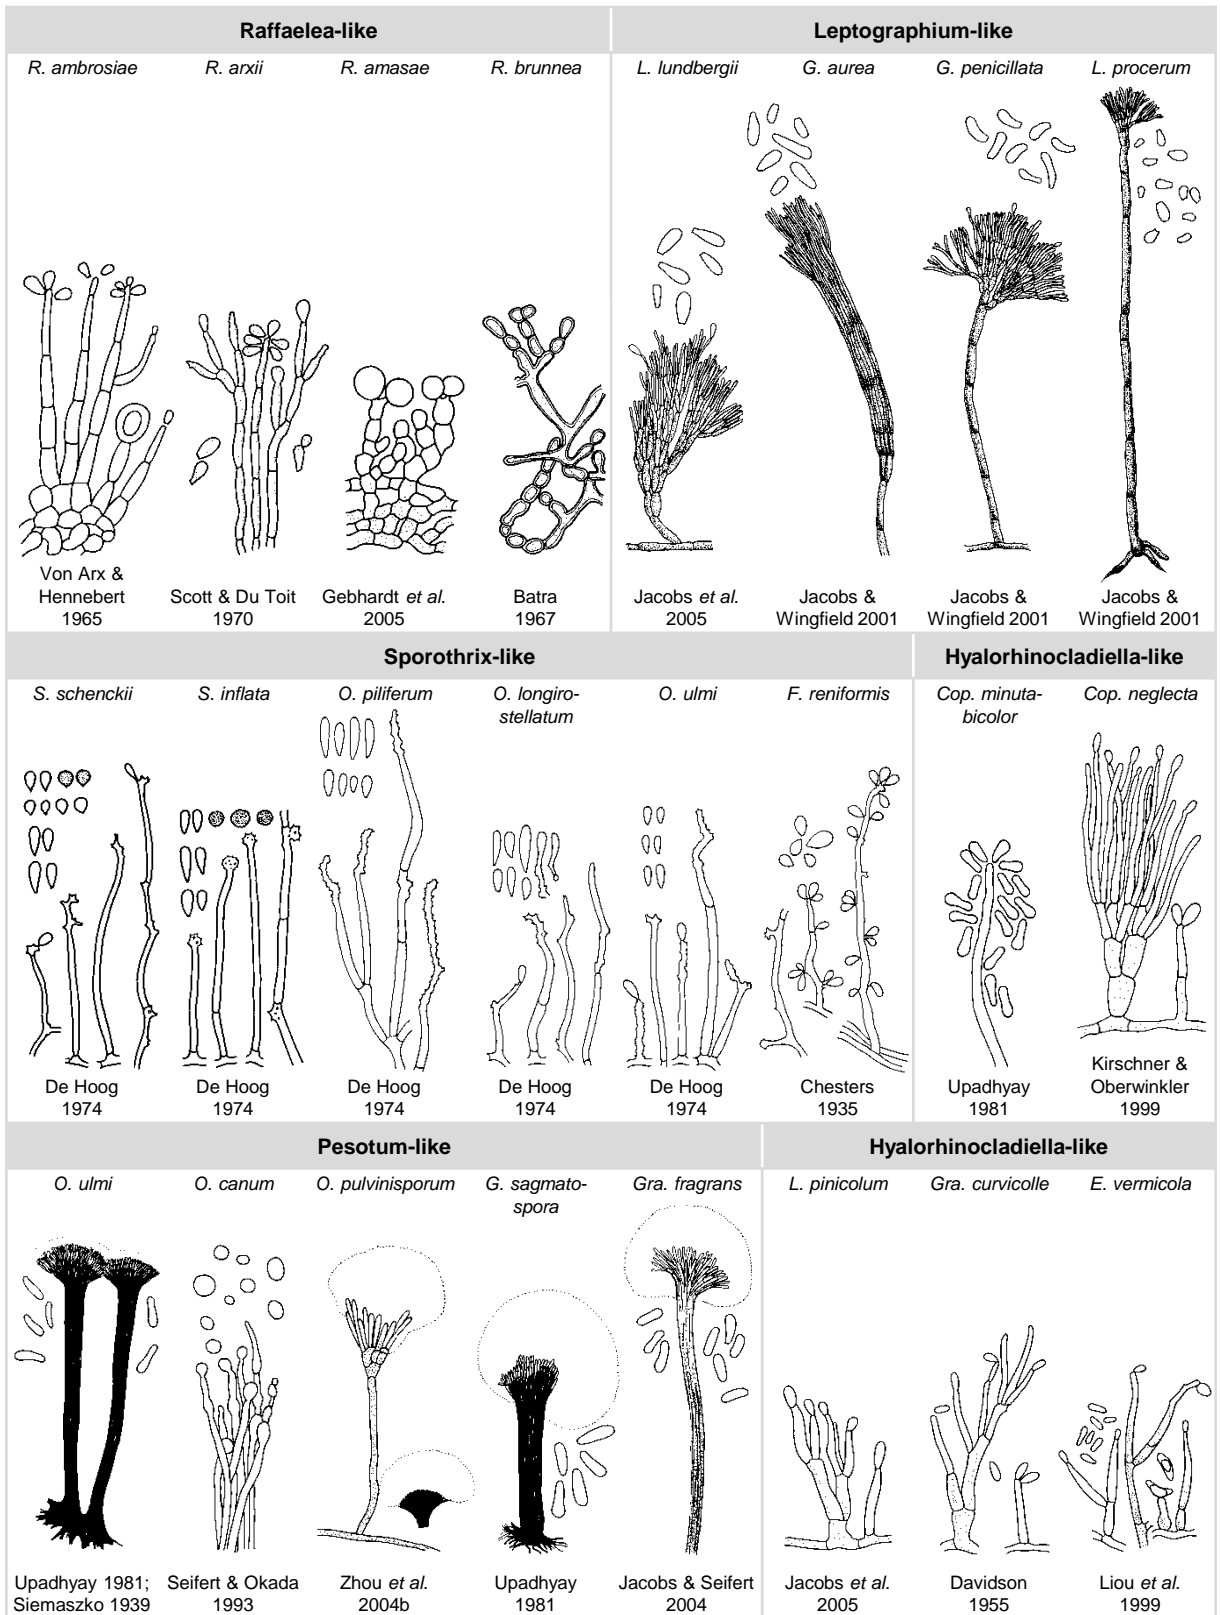 Raffaelea-like
Leptographium-like
R. ambrosiae
R. arxii
R. amasae
R. brunnea
L. lundbergii
G. aurea
G. penicillata
L. procerum
Von Arx &
Hennebert
1965
Scott & Du Toit
1970
Gebhardt et al.
2005
Batra
1967
Jacobs et al.
2005
Jacobs &
Wingfield 2001
Jacobs &
Wingfield 2001
Jacobs &
Wingfield 2001
Sporothrix-like
Hyalorhinocladiella-like
S. schenckii
S. inflata
O. piliferum
O. longiro-
stellatum
O. ulmi
F. reniformis
Cop. minuta-
bicolor
Cop. neglecta
De Hoog
1974
De Hoog
1974
De Hoog
1974
De Hoog
1974
De Hoog
1974
Chesters
1935
Upadhyay
1981
Kirschner &
Oberwinkler
1999
Pesotum-like
Hyalorhinocladiella-like
O. ulmi
O. canum
O. pulvinisporum
G. sagmato-
spora
Gra. fragrans
L. pinicolum
Gra. curvicolle
E. vermicola
Upadhyay 1981;
Siemaszko 1939
Seifert & Okada
1993
Zhou et al.
2004b
Upadhyay
1981
Jacobs & Seifert
2004
Jacobs et al.
2005
Davidson
1955
Liou et al.
1999